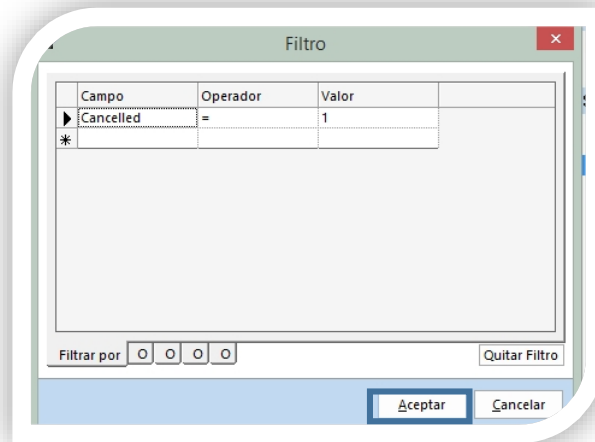 Filtro
Campo Operador Valor
Cancelled = 1
Filtrar por O O O O Quitar Filtro
Aceptar Cancelar